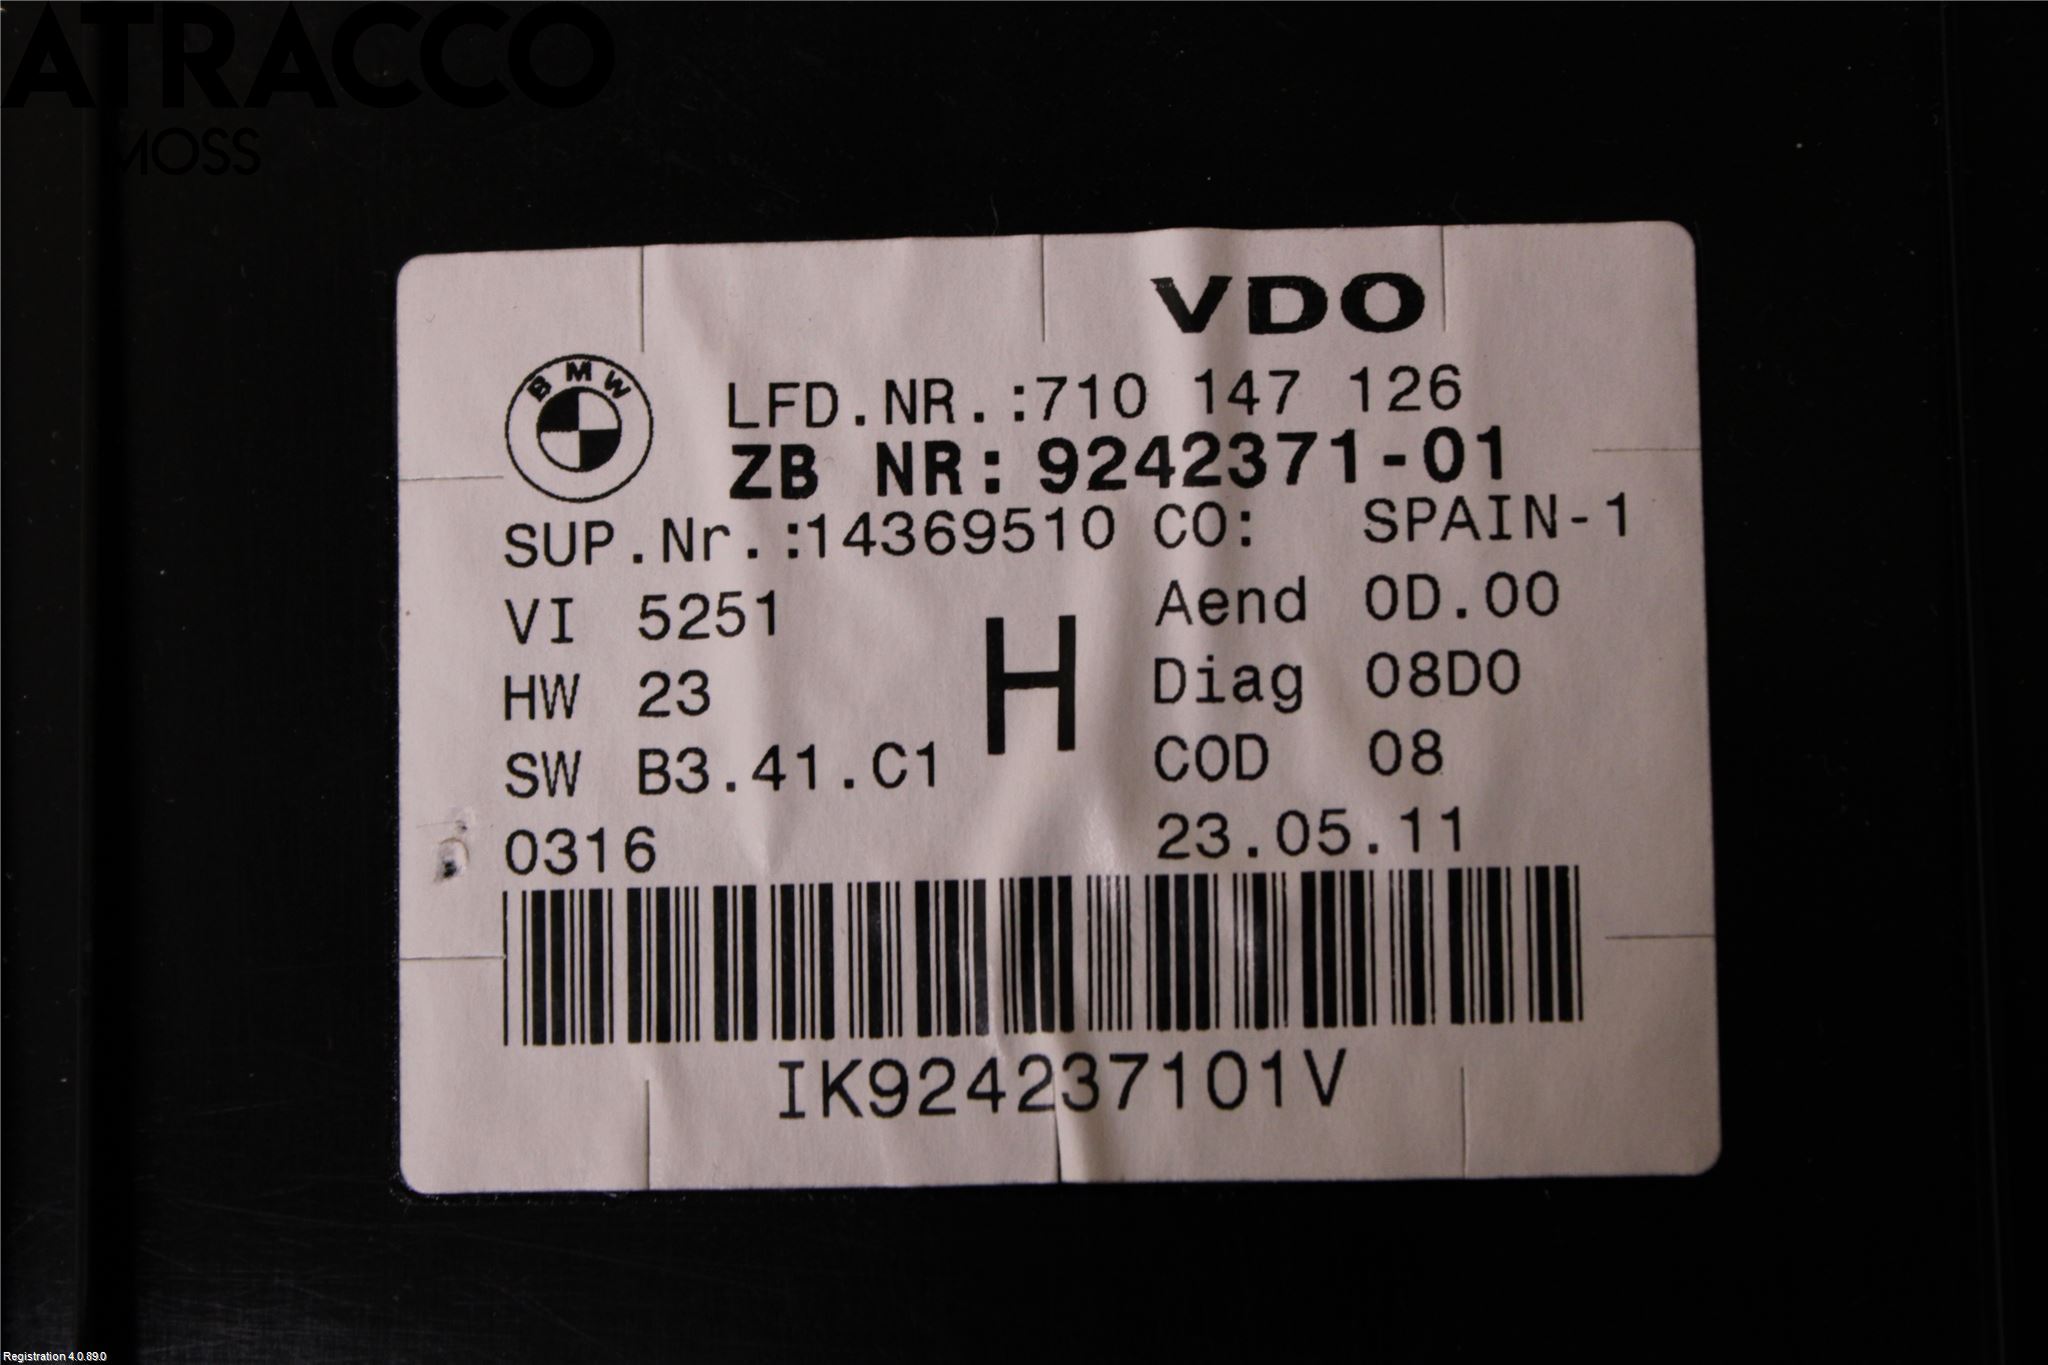 ATRACCO
MOSS
VDO
BMW
LFD.NR.:710 147 126
ZB NR:9242371-01
SUP.Nr.:14369510 CO: SPAIN-1
VI 5251
Aend 0D.00
H
HW 23
Diag 08D0
SW B3.41.C1
COD 08
0316
23.05.11
IK924237101V
Registration 4.0.89.0